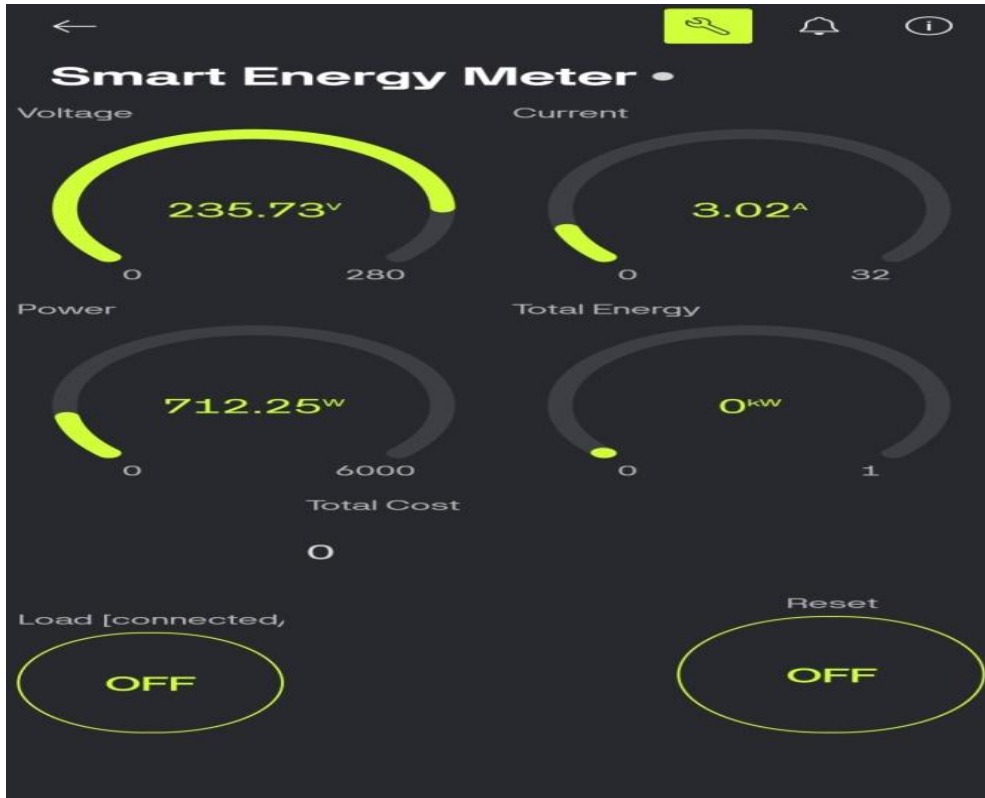 Smart Energy Meter
Voltage
Current
235.73V
3.02A
0
280
0
32
Power
Total Energy
712.25W
0kW
0
6000
0
1
Total Cost
0
Reset
Load [connected,
OFF
OFF